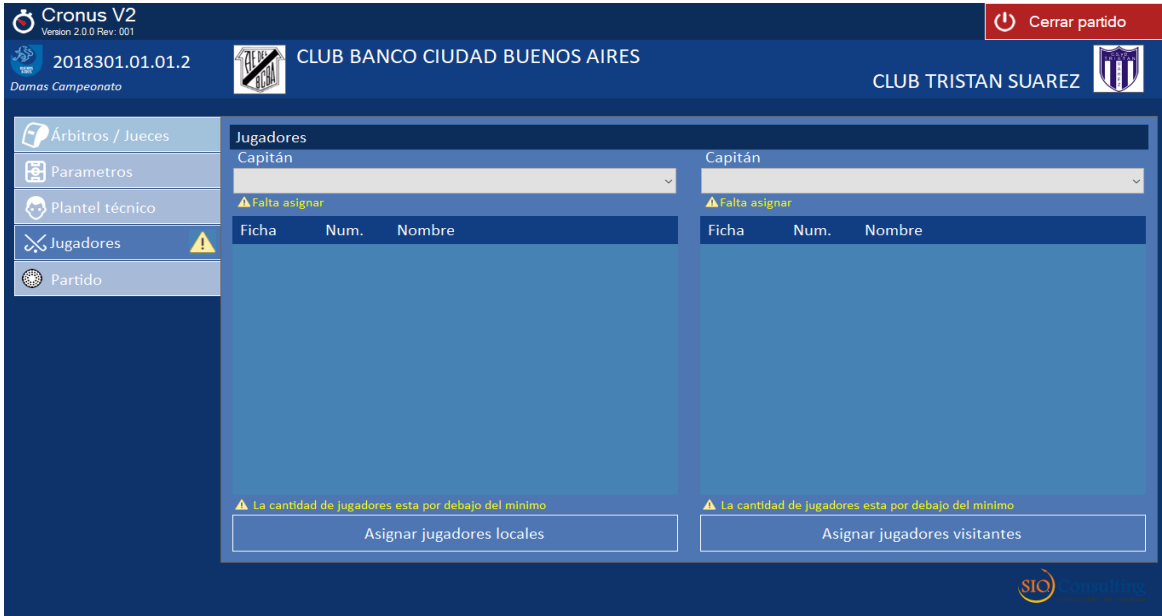 Cronus V2
Version 2.0.0 Rev: 001
Cerrar partido
2018301.01.01.2
Damas Campeonato
CLUB BANCO CIUDAD BUENOS AIRES
CLUB TRISTAN SUAREZ
Árbitros / Jueces
Parametros
Plantel técnico
Jugadores
Partido
Jugadores
Capitán
Falta asignar
Ficha Num. Nombre
La cantidad de jugadores esta por debajo del minimo
Asignar jugadores locales
Capitán
Falta asignar
Ficha Num. Nombre
La cantidad de jugadores esta por debajo del minimo
Asignar jugadores visitantes
SIO Consulting